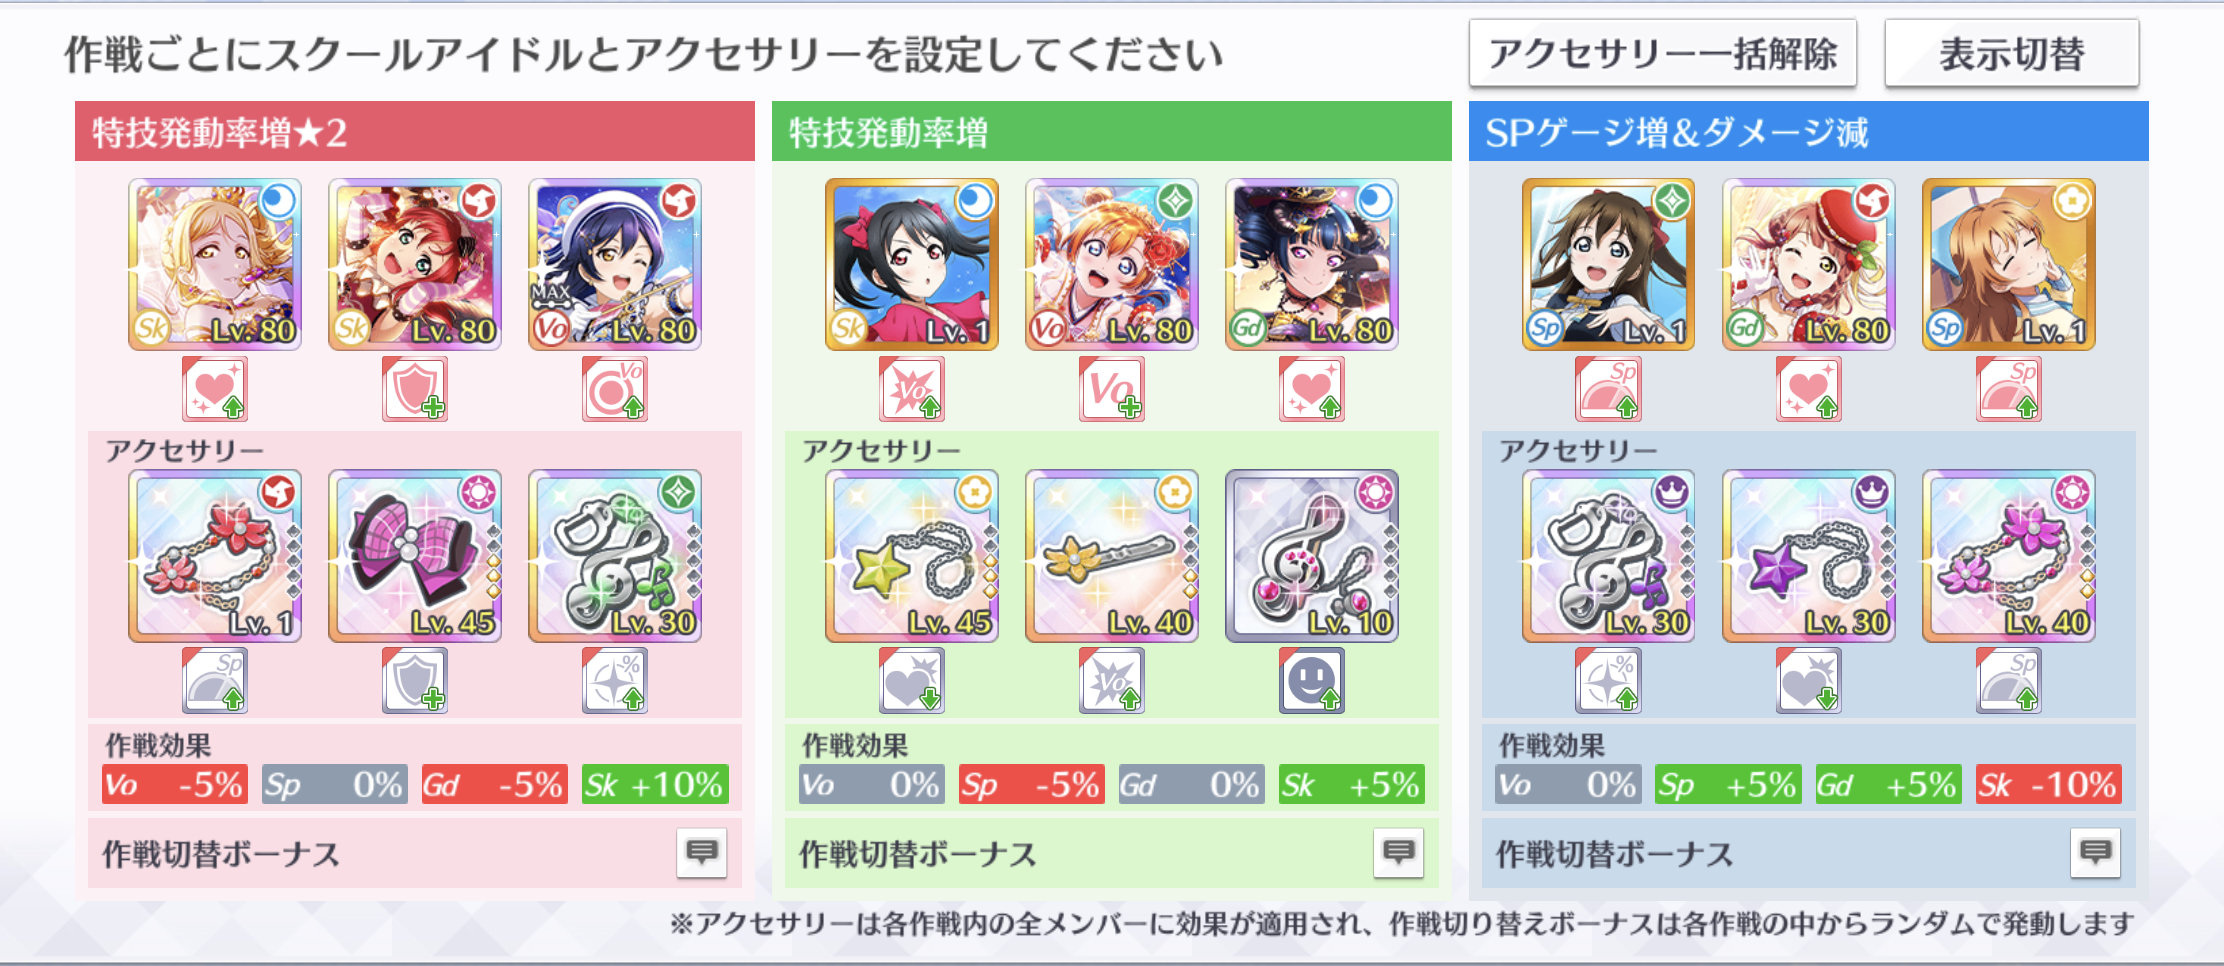 作戦ごとにスクールアイドルとアクセサリーを設定してください
アクセサリー一括解除
表示切替
特技発動率増★2
Sk Lv. 80
Sk Lv. 80
MAX
Vo Lv. 80
Vo
アクセサリー
Lv. 1
Lv. 45
Lv. 30
Sp
%
作戦効果
Vo -5% Sp 0% Gd -5% Sk +10%
作戦切替ボーナス
特技発動率増
Sk Lv. 1
Vo Lv. 80
Gd Lv. 80
Vo
Vo
アクセサリー
Lv. 45
Lv. 40
Lv. 10
Vo
作戦効果
Vo 0% Sp -5% Gd 0% Sk +5%
作戦切替ボーナス
SPゲージ増&ダメージ減
Sp Lv. 1
Gd Lv. 80
Sp Lv. 1
Sp
Sp
アクセサリー
Lv. 30
Lv. 30
Lv. 40
%
Sp
作戦効果
Vo 0% Sp +5% Gd +5% Sk -10%
作戦切替ボーナス
※アクセサリーは各作戦内の全メンバーに効果が適用され、作戦切り替えボーナスは各作戦の中からランダムで発動します